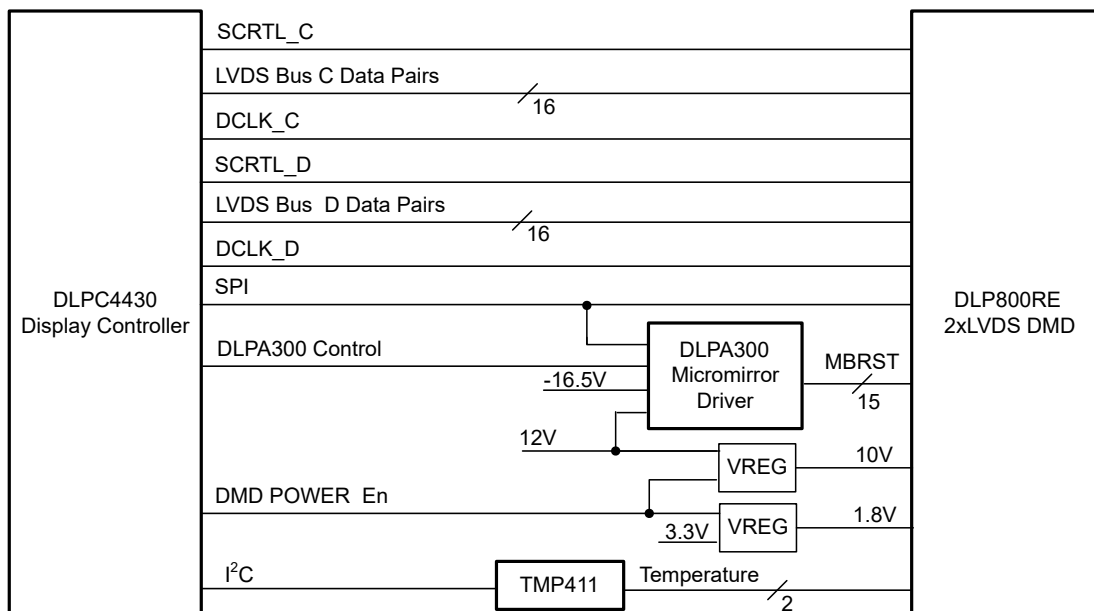 SCRTL_C
LVDS Bus C Data Pairs
16
DCLK_C
SCRTL_D
LVDS Bus  D Data Pairs
16
DCLK_D
SPI
DLPC4430
Display Controller
DLP800RE
2xLVDS DMD
DLPA300 Control
DLPA300
Micromirror
Driver
MBRST
15
-16.5V
12V
VREG
10V
DMD POWER  En
3.3V
VREG
1.8V
I²C
TMP411
Temperature
2